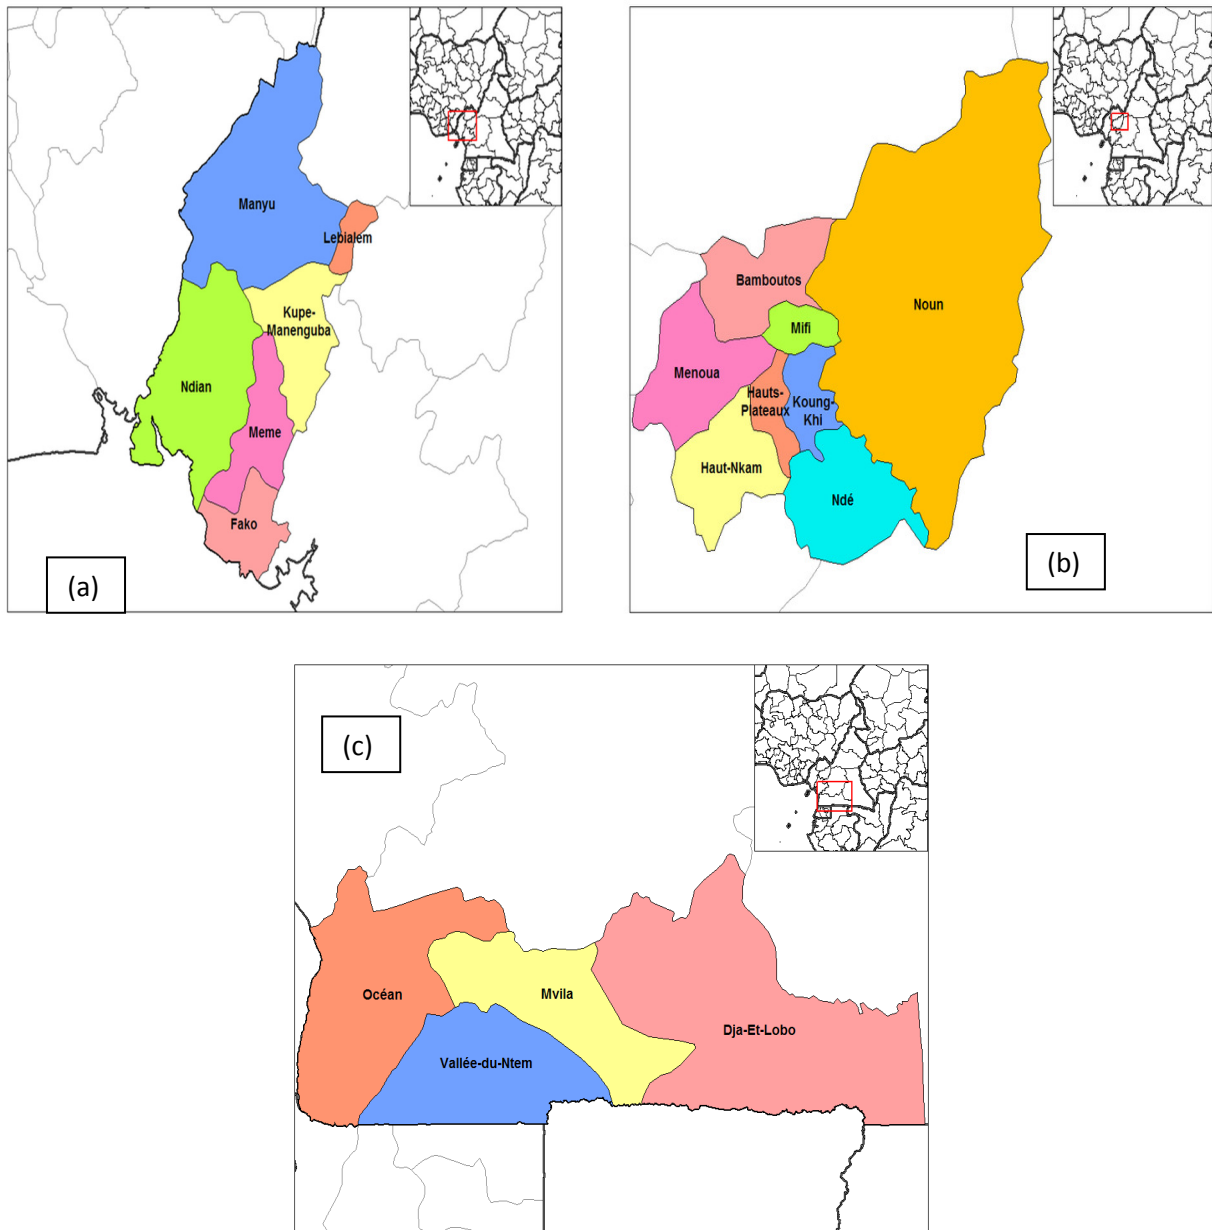 Manyu
Lebialem
Kupe-
Manenguba
Ndian
Meme
Fako
(a)
Bamboutos
Noun
Mifi
Menoua
Hauts-
Plateaux
Koung-
Khi
Haut-Nkam
Ndé
(b)
(c)
Océan
Mvila
Dja-Et-Lobo
Vallée-du-Ntem